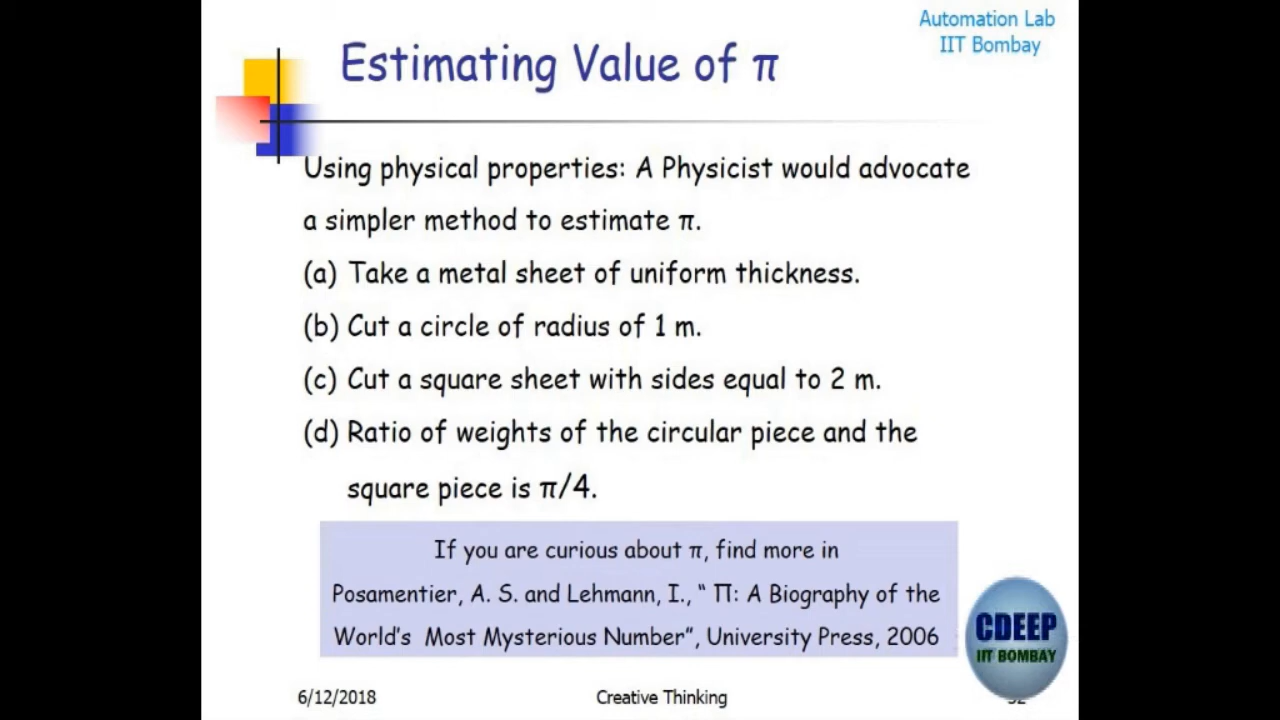 Automation Lab
IIT Bombay
Estimating Value of π
Using physical properties: A Physicist would advocate
a simpler method to estimate π.
(a) Take a metal sheet of uniform thickness.
(b) Cut a circle of radius of 1 m.
(c) Cut a square sheet with sides equal to 2 m.
(d) Ratio of weights of the circular piece and the
square piece is π/4.
If you are curious about π, find more in
Posamentier, A. S. and Lehmann, I., “ Π: A Biography of the
World’s Most Mysterious Number”, University Press, 2006
CDEEP
IIT BOMBAY
6/12/2018
Creative Thinking